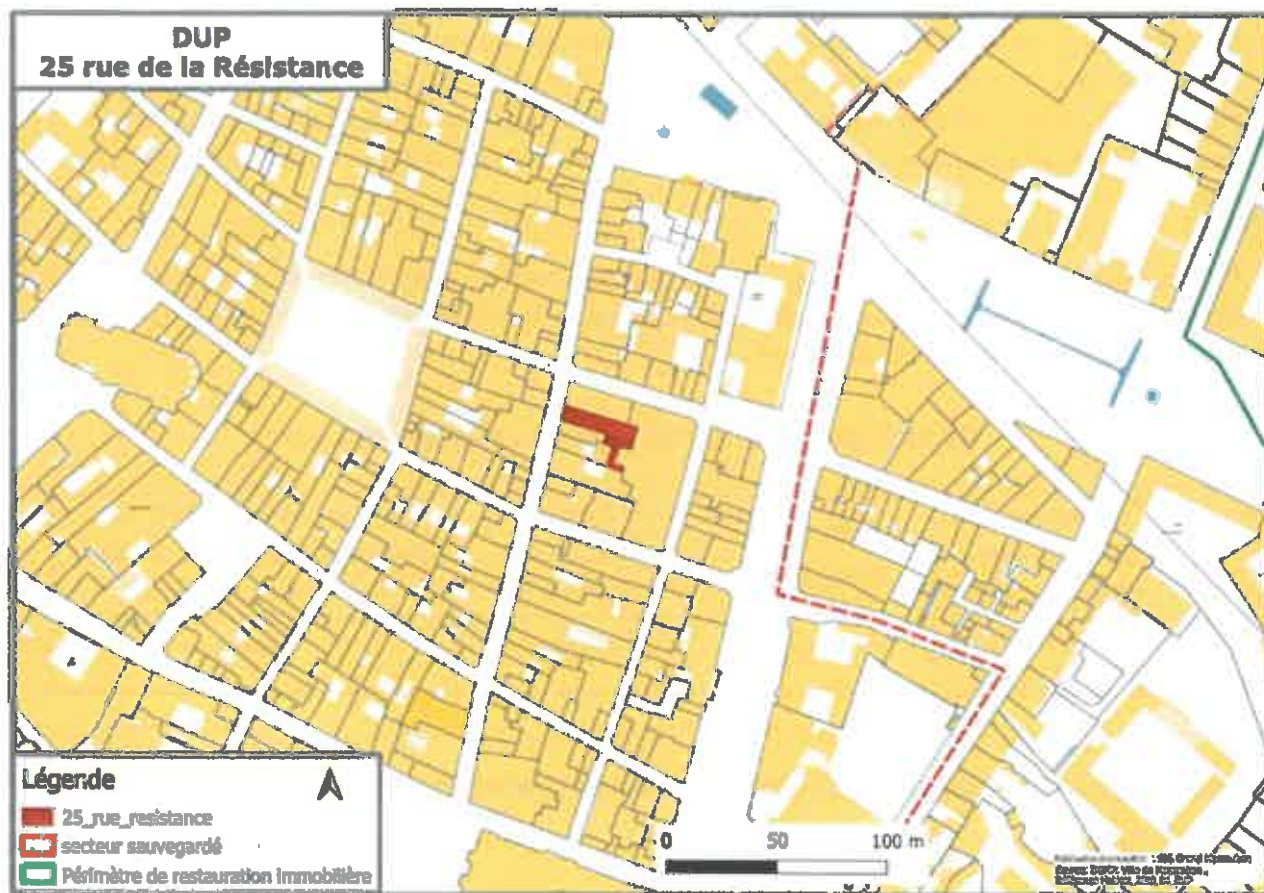 DUP
25 rue de la Résistance
Légende
25_rue_resistance
secteur sauvegardé
Périmètre de restauration immobilière
0 50 100 m